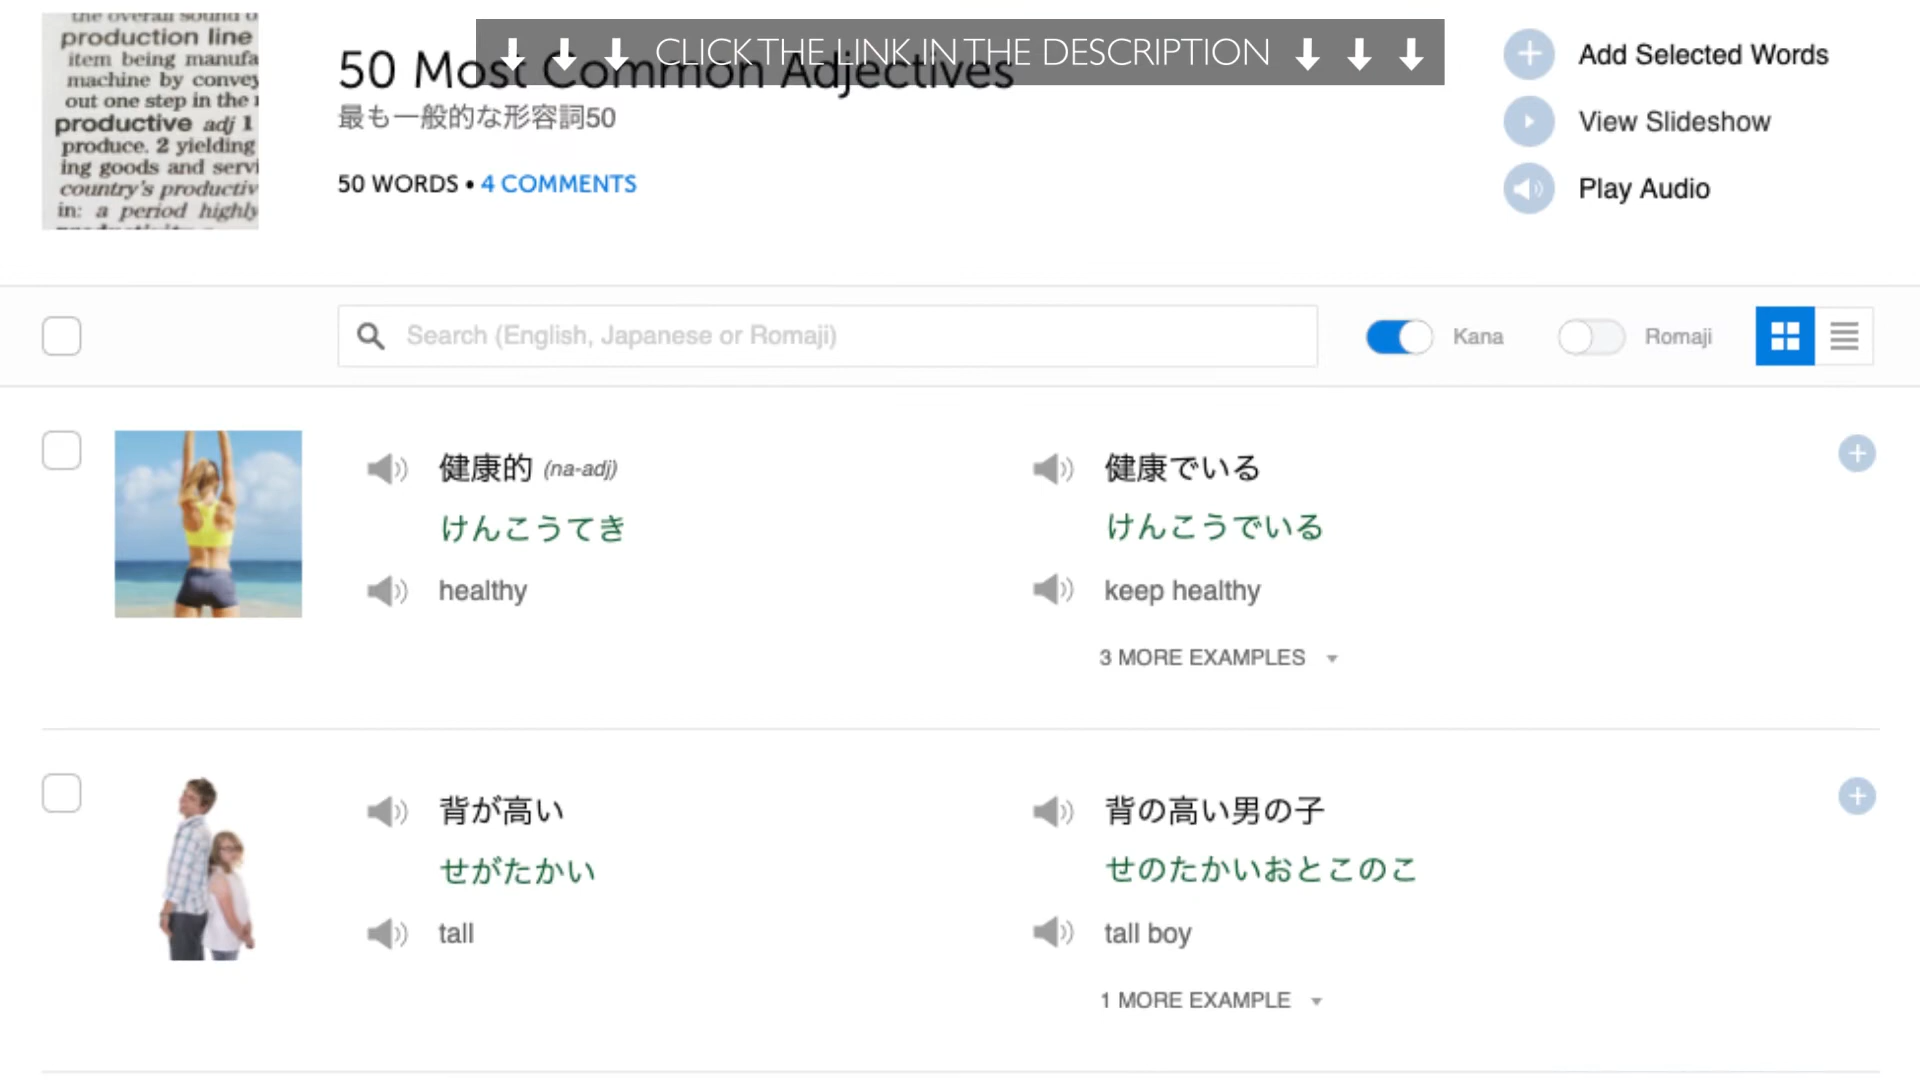 production line
item being manufa
machine by convey
out one step in the
productive adj 1
produce. 2 yielding
ing goods and servi
country's productiv
in: a period highly
↓ ↓ ↓ CLICK THE LINK IN THE DESCRIPTION ↓ ↓ ↓
50 Most Common Adjectives
最も一般的な形容詞50
50 WORDS • 4 COMMENTS
Add Selected Words
View Slideshow
Play Audio
Search (English, Japanese or Romaji)
Kana
Romaji
健康的 (na-adj)
けんこうてき
healthy
健康でいる
けんこうでいる
keep healthy
3 MORE EXAMPLES
背が高い
せがたかい
tall
背の高い男の子
せのたかいおとこのこ
tall boy
1 MORE EXAMPLE